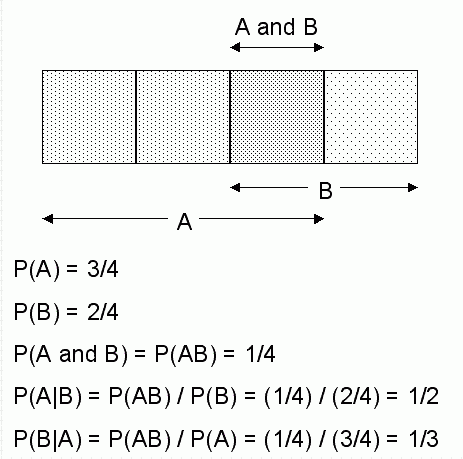 A and B
B
A
P(A) = 3/4
P(B) = 2/4
P(A and B) = P(AB) = 1/4
P(A|B) = P(AB) / P(B) = (1/4) / (2/4) = 1/2
P(B|A) = P(AB) / P(A) = (1/4) / (3/4) = 1/3